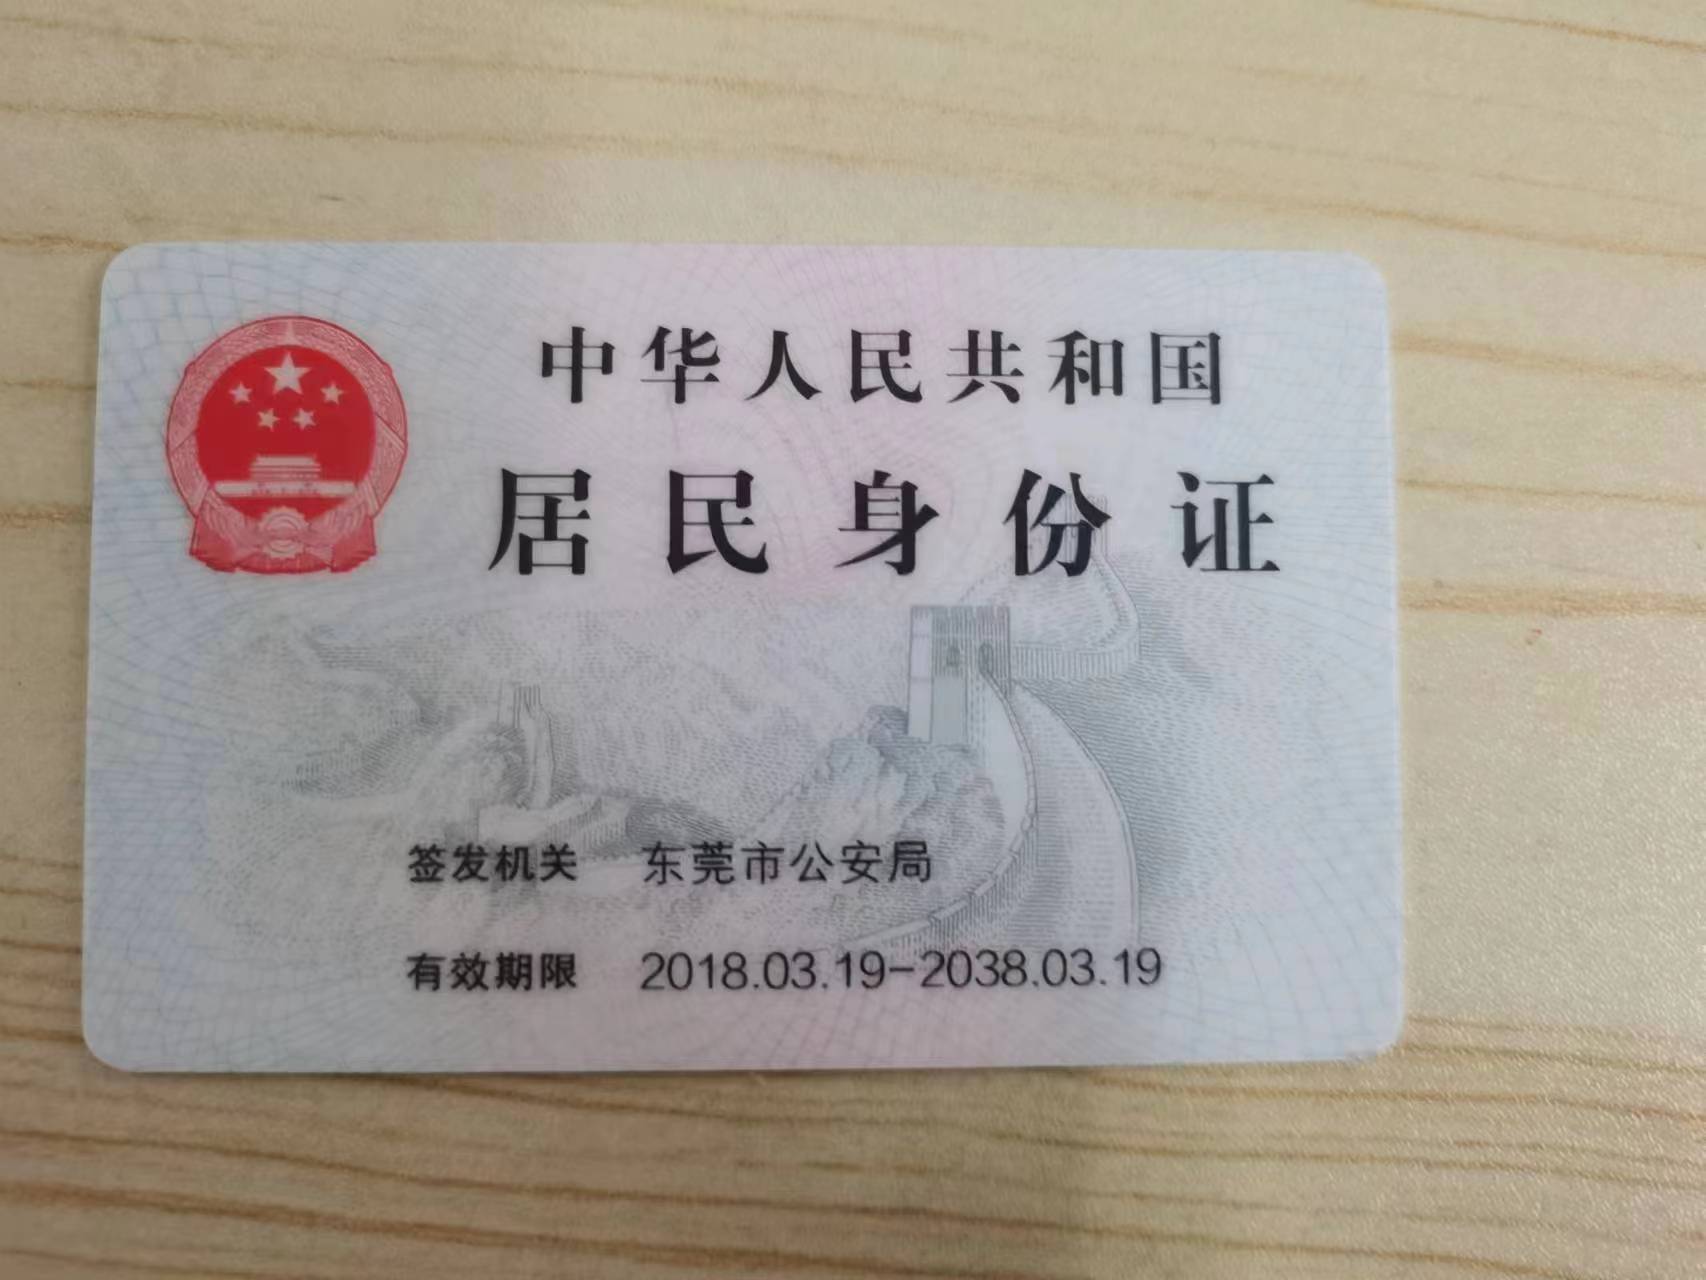 中华人民共和国
居民身份证
签发机关 东莞市公安局
有效期限 2018.03.19-2038.03.19